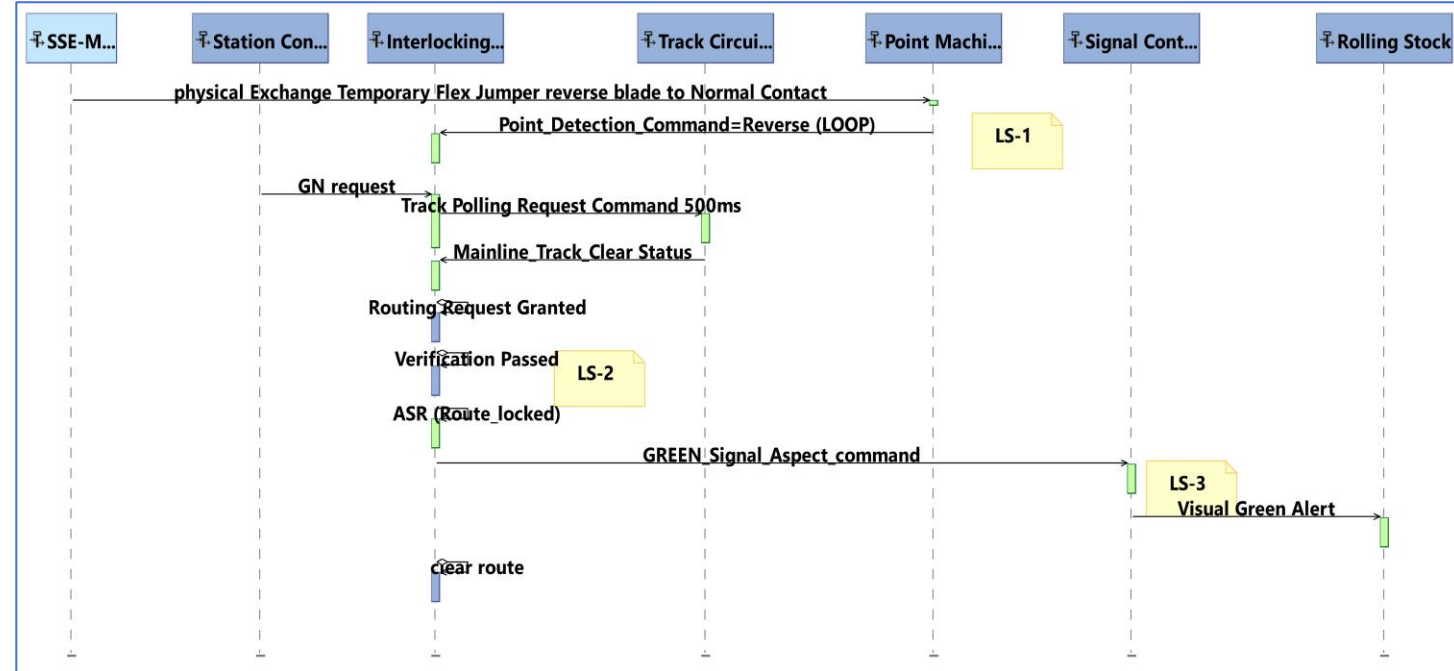 SSE-M...
Station Con...
Interlocking...
Track Circui...
Point Machi...
Signal Cont...
Rolling Stock
physical Exchange Temporary Flex Jumper reverse blade to Normal Contact
Point_Detection_Command=Reverse (LOOP)
LS-1
GN request
Track Polling Request Command 500ms
Mainline_Track_Clear Status
Routing Request Granted
Verification Passed
LS-2
ASR (Route_locked)
GREEN_Signal_Aspect_command
LS-3
Visual Green Alert
clear route